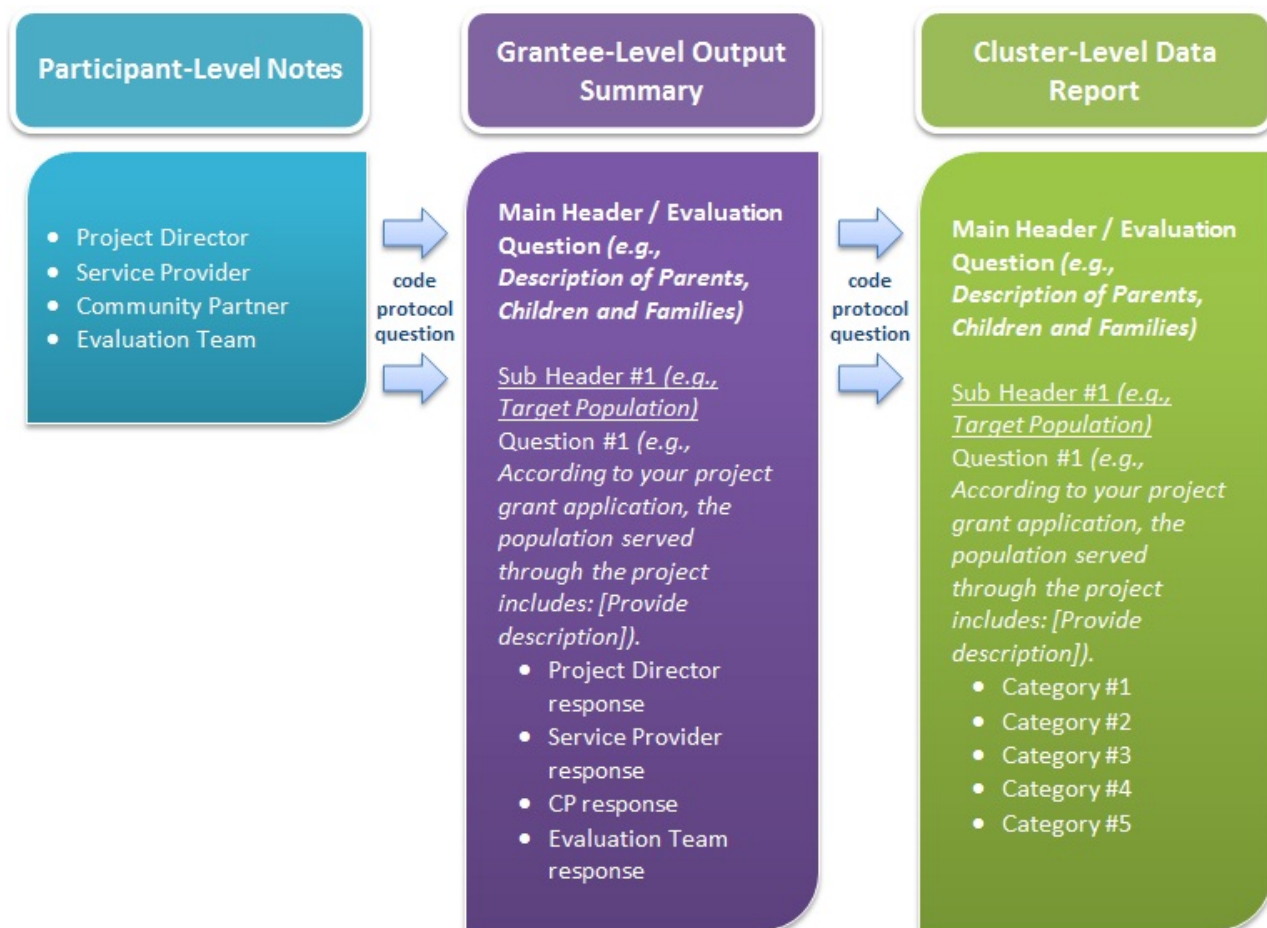 Participant-Level Notes
• Project Director
• Service Provider
• Community Partner
• Evaluation Team
code
protocol
question
Grantee-Level Output
Summary
Main Header / Evaluation
Question (e.g.,
Description of Parents,
Children and Families)
Sub Header #1 (e.g.,
Target Population)
Question #1 (e.g.,
According to your project
grant application, the
population served
through the project
includes: [Provide
description]).
• Project Director
response
• Service Provider
response
• CP response
• Evaluation Team
response
code
protocol
question
Cluster-Level Data
Report
Main Header / Evaluation
Question (e.g.,
Description of Parents,
Children and Families)
Sub Header #1 (e.g.,
Target Population)
Question #1 (e.g.,
According to your project
grant application, the
population served
through the project
includes: [Provide
description]).
• Category #1
• Category #2
• Category #3
• Category #4
• Category #5